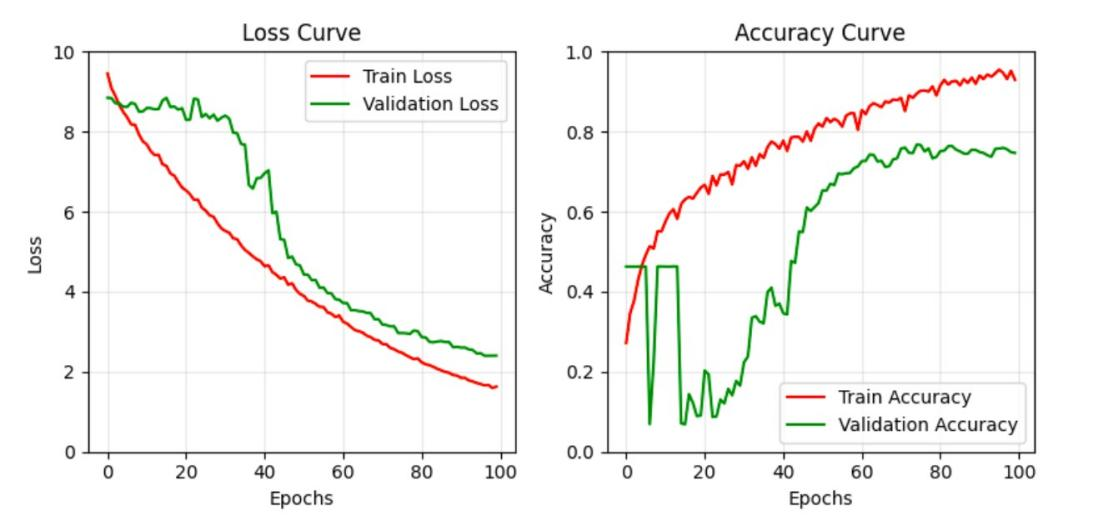 Loss Curve
10
8
6
4
2
0
Loss
0 20 40 60 80 100
Epochs
Train Loss
Validation Loss
Accuracy Curve
1.0
0.8
0.6
0.4
0.2
0.0
Accuracy
0 20 40 60 80 100
Epochs
Train Accuracy
Validation Accuracy